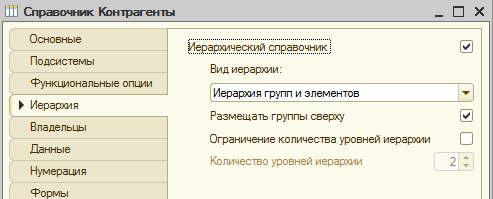 Справочник Контрагенты
Основные
Подсистемы
Функциональные опции
Иерархия
Владельцы
Данные
Нумерация
Формы
Иерархический справочник
Вид иерархии:
Иерархия групп и элементов
Размещать группы сверху
Ограничение количества уровней иерархии
Количество уровней иерархии
2